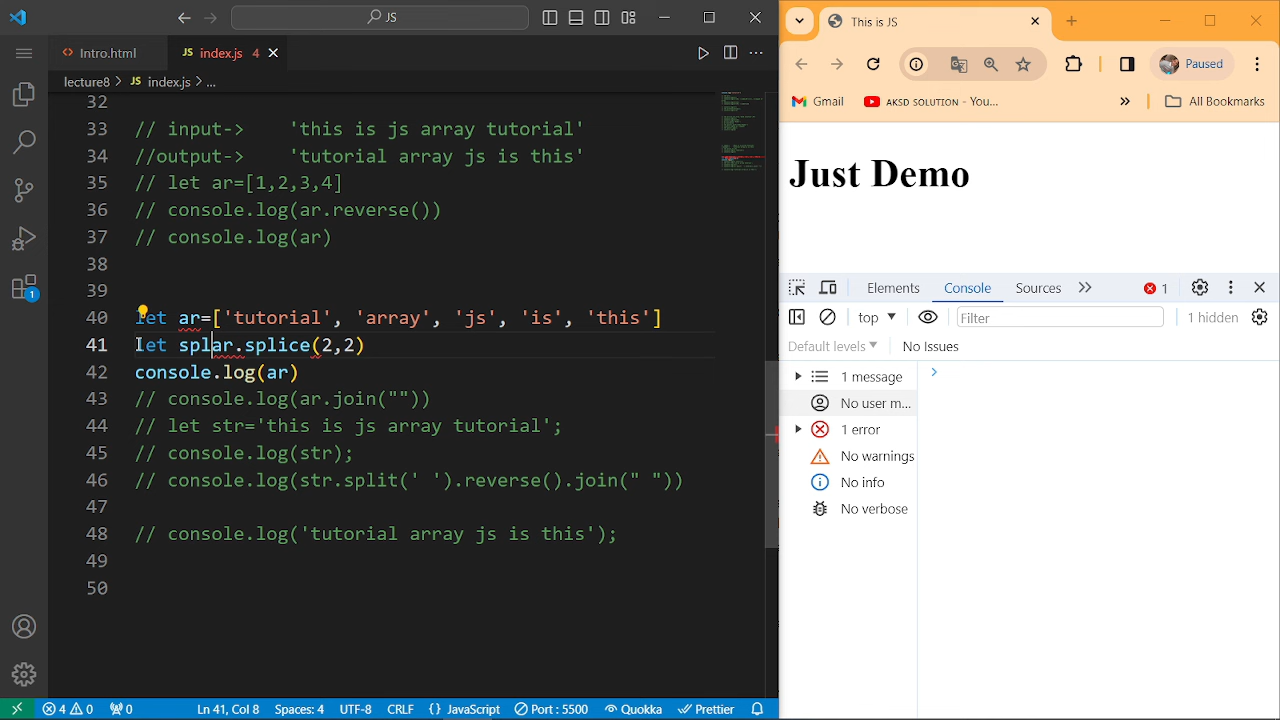 JS
Intro.html
JS index.js 4
lecture8 > JS index.js > ...
32
33 // input-> 'this is js array tutorial'
34 //output-> 'tutorial array js is this'
35 // let ar=[1,2,3,4]
36 // console.log(ar.reverse())
37 // console.log(ar)
38
39
40 let ar=['tutorial', 'array', 'js', 'is', 'this']
41 let splar.splice(2,2)
42 console.log(ar)
43 // console.log(ar.join(""))
44 // let str='this is js array tutorial';
45 // console.log(str);
46 // console.log(str.split(' ').reverse().join(" "))
47
48 // console.log('tutorial array js is this');
49
50
1
4 0 0 Ln 41, Col 8 Spaces: 4 UTF-8 CRLF {} JavaScript Port : 5500 Quokka Prettier
This is JS
Paused
Gmail
AKSD SOLUTION - You...
» All Bookmarks
Just Demo
Elements Console Sources » 1
top Filter 1 hidden
Default levels No Issues
1 message
No user m...
1 error
No warnings
No info
No verbose